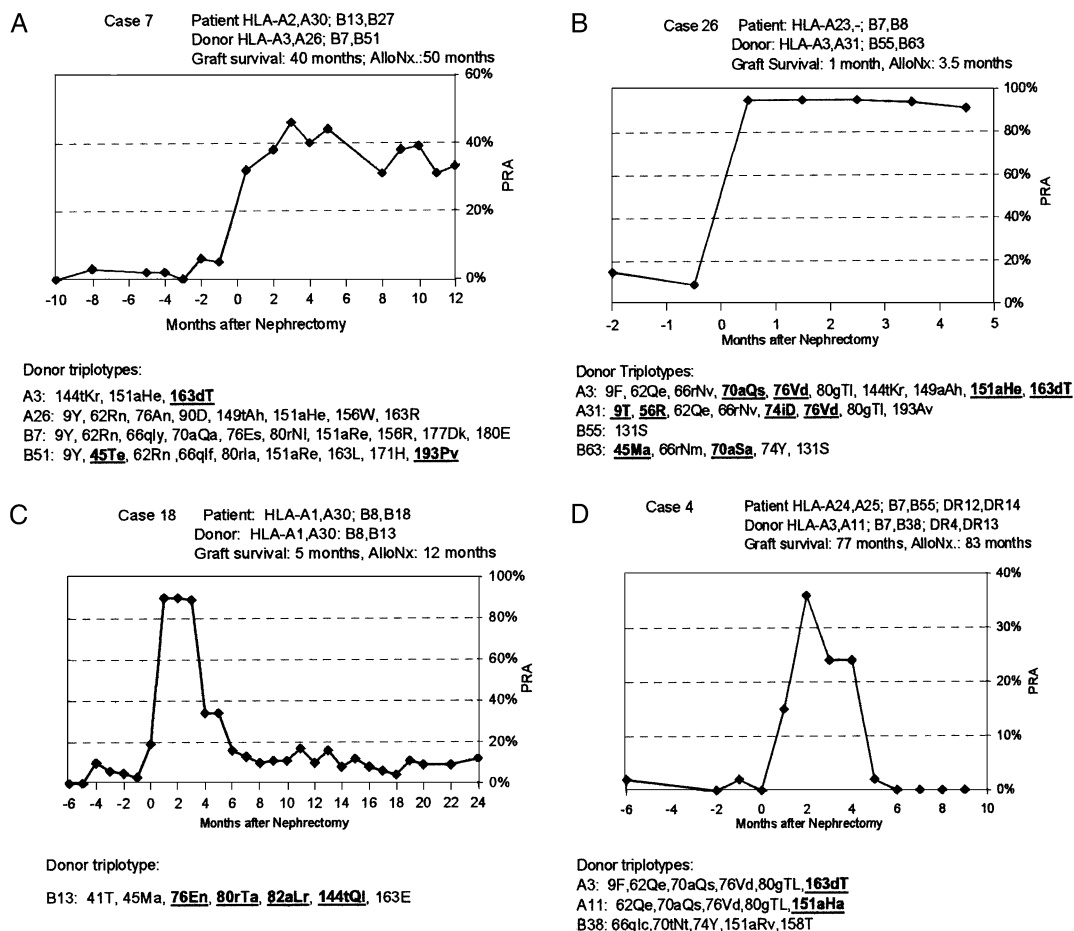 A
Case 7
Patient HLA-A2,A30; B13,B27
Donor HLA-A3,A26; B7,B51
Graft survival: 40 months; AlloNx.:50 months
60%
40%
20%
0%
PRA
-10 -8 -6 -4 -2 0 2 4 6 8 10 12
Months after Nephrectomy
Donor triplotypes:
A3: 144tKr, 151aHe, 163dT
A26: 9Y, 62Rn, 76An, 90D, 149tAh, 151aHe, 156W, 163R
B7: 9Y, 62Rn, 66qIy, 70aQa, 76Es, 80rNl, 151aRe, 156R, 177Dk, 180E
B51: 9Y, 45Te, 62Rn ,66qIf, 80rIa, 151aRe, 163L, 171H, 193Pv
B
Case 26
Patient: HLA-A23,-; B7,B8
Donor: HLA-A3,A31; B55,B63
Graft Survival: 1 month, AlloNx: 3.5 months
100%
80%
60%
40%
20%
0%
PRA
-2 -1 0 1 2 3 4 5
Months after Nephrectomy
Donor Triplotypes:
A3: 9F, 62Qe, 66rNv, 70aQs, 76Vd, 80gTl, 144tKr, 149aAh, 151aHe, 163dT
A31: 9T, 56R, 62Qe, 66rNv, 74iD, 76Vd, 80gTl, 193Av
B55: 131S
B63: 45Ma, 66rNm, 70aSa, 74Y, 131S
C
Case 18
Patient: HLA-A1,A30; B8,B18
Donor: HLA-A1,A30: B8,B13
Graft survival: 5 months, AlloNx: 12 months
100%
80%
60%
40%
20%
0%
PRA
-6 -4 -2 0 2 4 6 8 10 12 14 16 18 20 22 24
Months after Nephrectomy
Donor triplotype:
B13: 41T, 45Ma, 76En, 80rTa, 82aLr, 144tQl, 163E
D
Case 4
Patient HLA-A24,A25; B7,B55; DR12,DR14
Donor HLA-A3,A11; B7,B38; DR4,DR13
Graft survival: 77 months, AlloNx.: 83 months
40%
30%
20%
10%
0%
PRA
-6 -4 -2 0 2 4 6 8 10
Months after Nephrectomy
Donor triplotypes:
A3: 9F,62Qe,70aQs,76Vd,80gTL,163dT
A11: 62Qe,70aQs,76Vd,80gTL,151aHa
B38: 66qIc,70tNt,74Y,151aRv,158T